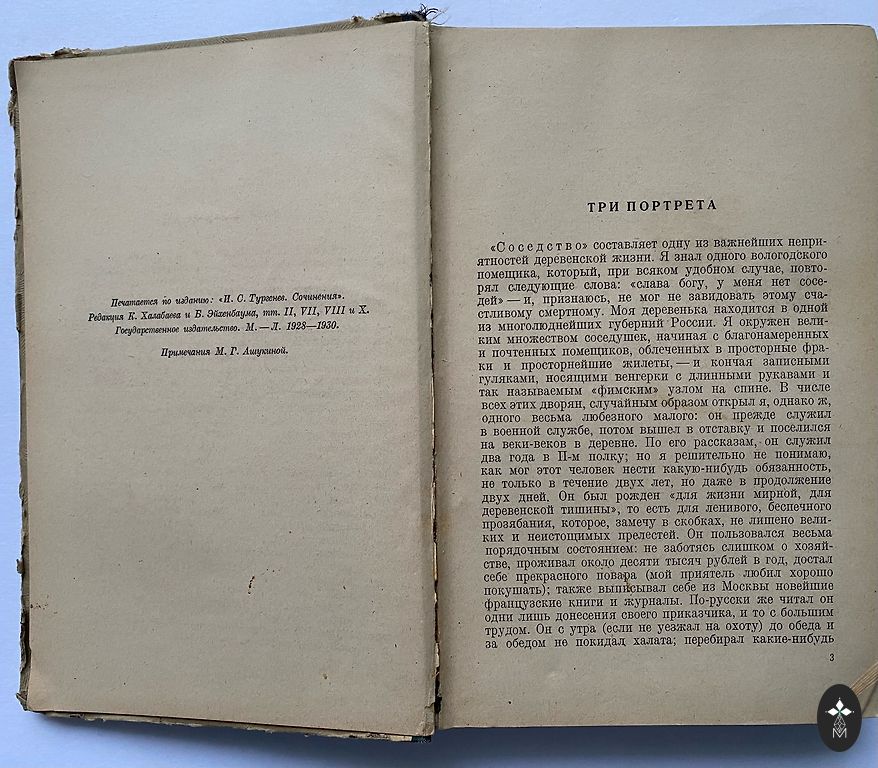 Печатается по изданию: «И. С. Тургенев. Сочинения».
Редакция К. Халабаева и Б. Эйхенбаума, тт. II, VII, VIII и X.
Государственное издательство. М. — Л. 1928—1930.
Примечания М. Г. Ашукиной.
ТРИ ПОРТРЕТА
«Соседство» составляет одну из важнейших непри-
ятностей деревенской жизни. Я знал одного вологодского
помещика, который, при всяком удобном случае, повто-
рял следующие слова: «слава богу, у меня нет сосе-
дей» — и, признаюсь, не мог не завидовать этому сча-
стливому смертному. Моя деревенька находится в одной
из многолюднейших губерний России. Я окружен вели-
ким множеством соседушек, начиная с благонамеренных
и почтенных помещиков, облеченных в просторные фра-
ки и просторнейшие жилеты, — и кончая записными
гуляками, носящими венгерки с длинными рукавами и
так называемым «фимским» узлом на спине. В числе
всех этих дворян, случайным образом открыл я, однако ж,
одного весьма любезного малого: он прежде служил
в военной службе, потом вышел в отставку и поселился
на веки-веков в деревне. По его рассказам, он служил
два года в П-м полку; но я решительно не понимаю,
как мог этот человек нести какую-нибудь обязанность,
не только в течение двух лет, но даже в продолжение
двух дней. Он был рожден «для жизни мирной, для
деревенской тишины», то есть для ленивого, беспечного
прозябания, которое, замечу в скобках, не лишено вели-
ких и неистощимых прелестей. Он пользовался весьма
порядочным состоянием: не заботясь слишком о хозяй-
стве, проживал около десяти тысяч рублей в год, достал
себе прекрасного повара (мой приятель любил хорошо
покушать); также выписывал себе из Москвы новейшие
французские книги и журналы. По-русски же читал он
одни лишь донесения своего приказчика, и то с большим
трудом. Он с утра (если не уезжал на охоту) до обеда и
за обедом не покидал халата; перебирал какие-нибудь
3